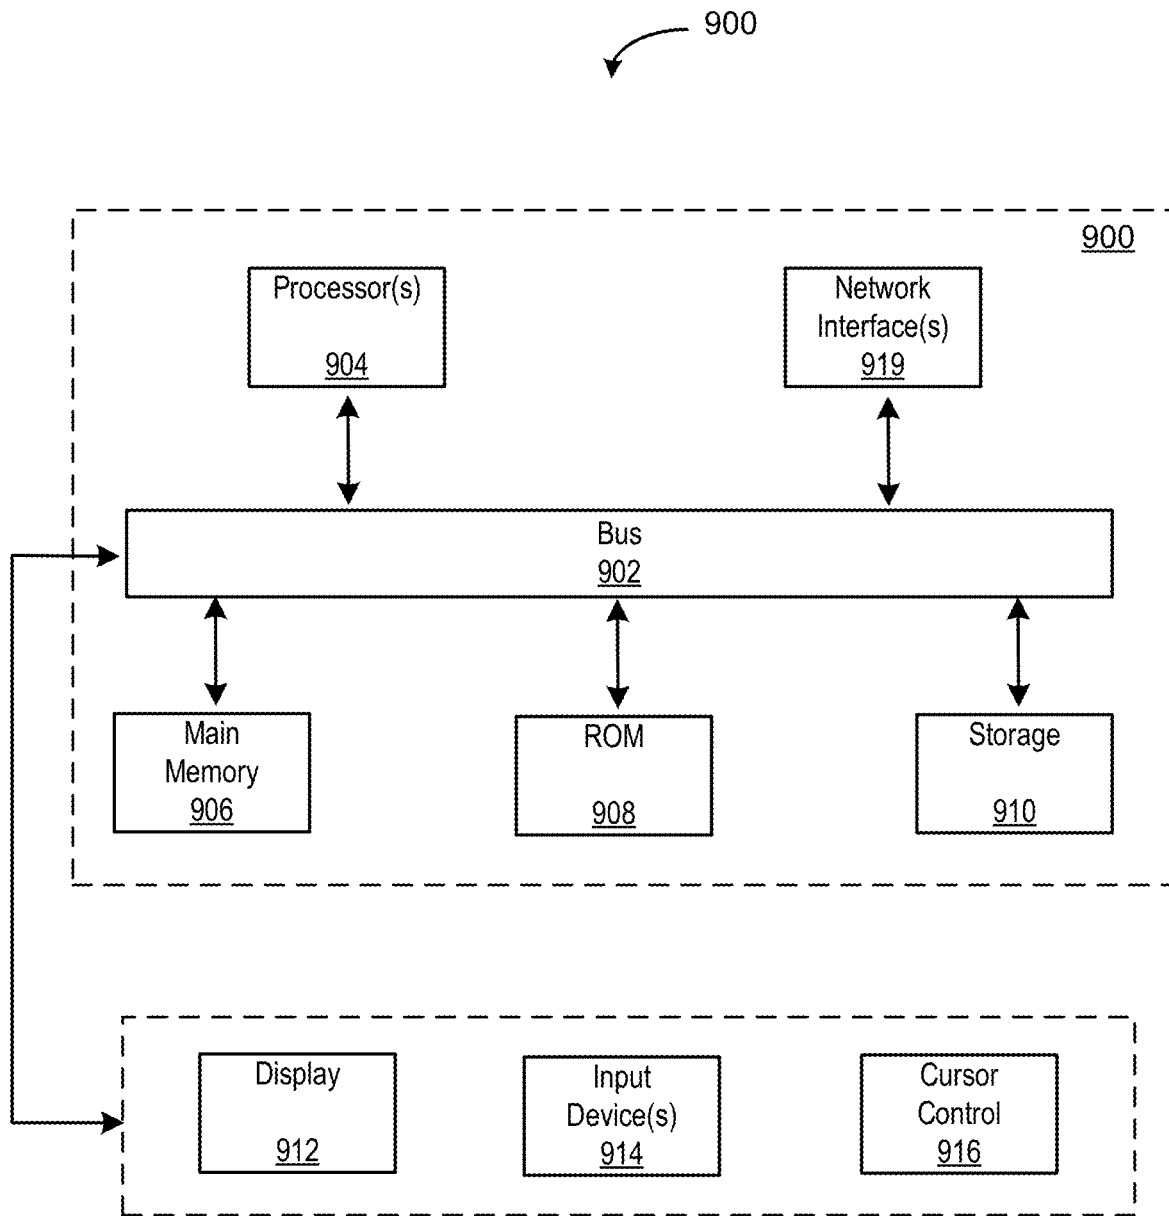 900
900
Processor(s)
904
Network
Interface(s)
919
Bus
902
Main
Memory
906
ROM
908
Storage
910
Display
912
Input
Device(s)
914
Cursor
Control
916